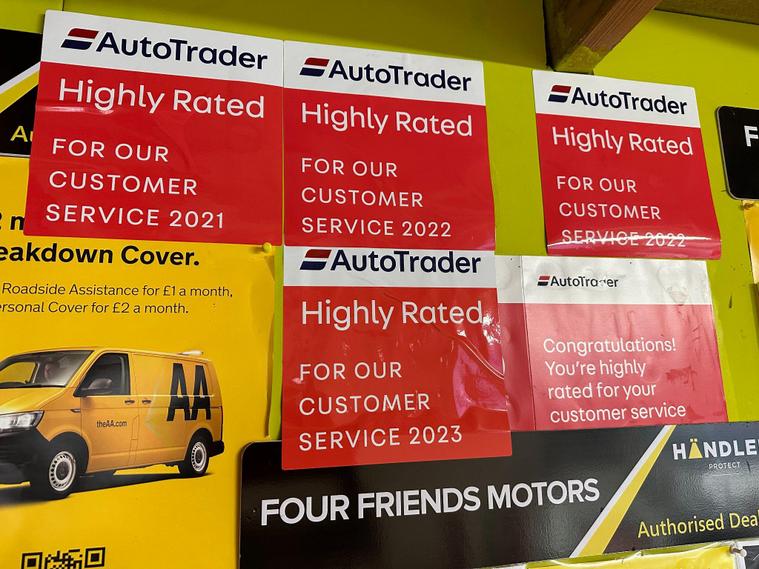 AutoTrader
Highly Rated
FOR OUR
CUSTOMER
SERVICE 2021
AutoTrader
Highly Rated
FOR OUR
CUSTOMER
SERVICE 2022
AutoTrader
Highly Rated
FOR OUR
CUSTOMER
SERVICE 2022
AutoTrader
Highly Rated
FOR OUR
CUSTOMER
SERVICE 2023
AutoTrader
Congratulations!
You're highly
rated for your
customer service
eakdown Cover.
Roadside Assistance for £1 a month,
ersonal Cover for £2 a month.
AA
theAA.com
FOUR FRIENDS MOTORS
HÄNDLE
PROTECT
Authorised Deal